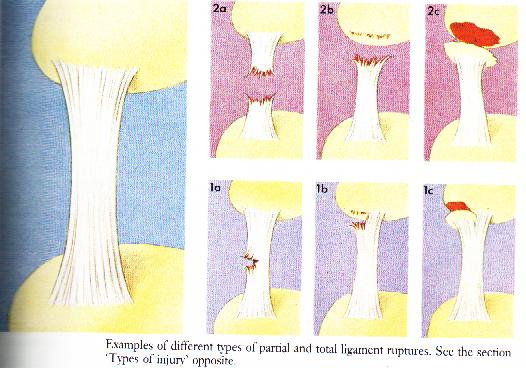 2a
2b
2c
1a
1b
1c
Examples of different types of partial and total ligament ruptures. See the section
'Types of injury' opposite.